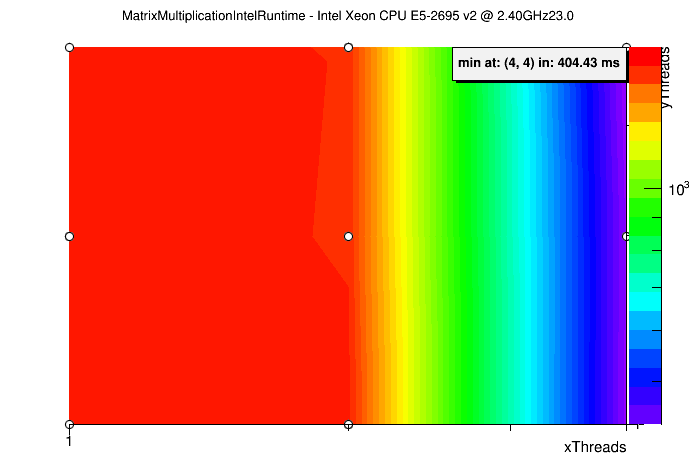 MatrixMultiplicationIntelRuntime - Intel Xeon CPU E5-2695 v2 @ 2.40GHz23.0
min at: (4, 4) in: 404.43 ms
yThreads
10³
1
xThreads